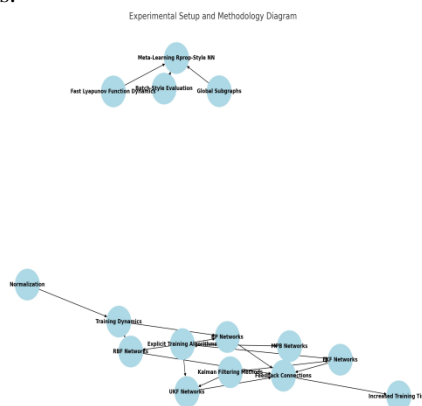 s.
Experimental Setup and Methodology Diagram
Meta-Learning Rprop-Style NN
Fast Lyapunov Function Dynamics
Batch-Style Evaluation
Global Subgraphs
Normalization
Training Dynamics
Explicit Training Algorithms
RBF Networks
MFB Networks
EKF Networks
Kalman Filtering Methods
Feedback Connections
UKF Networks
Increased Training Ti